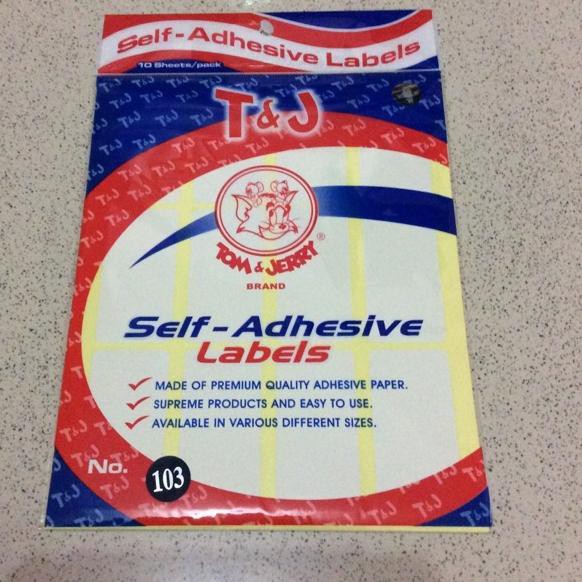 Self-Adhesive Labels
10 Sheets/pack
T&J
TOM & JERRY®
BRAND
Self-Adhesive
Labels
MADE OF PREMIUM QUALITY ADHESIVE PAPER.
SUPREME PRODUCTS AND EASY TO USE.
AVAILABLE IN VARIOUS DIFFERENT SIZES.
No. 103